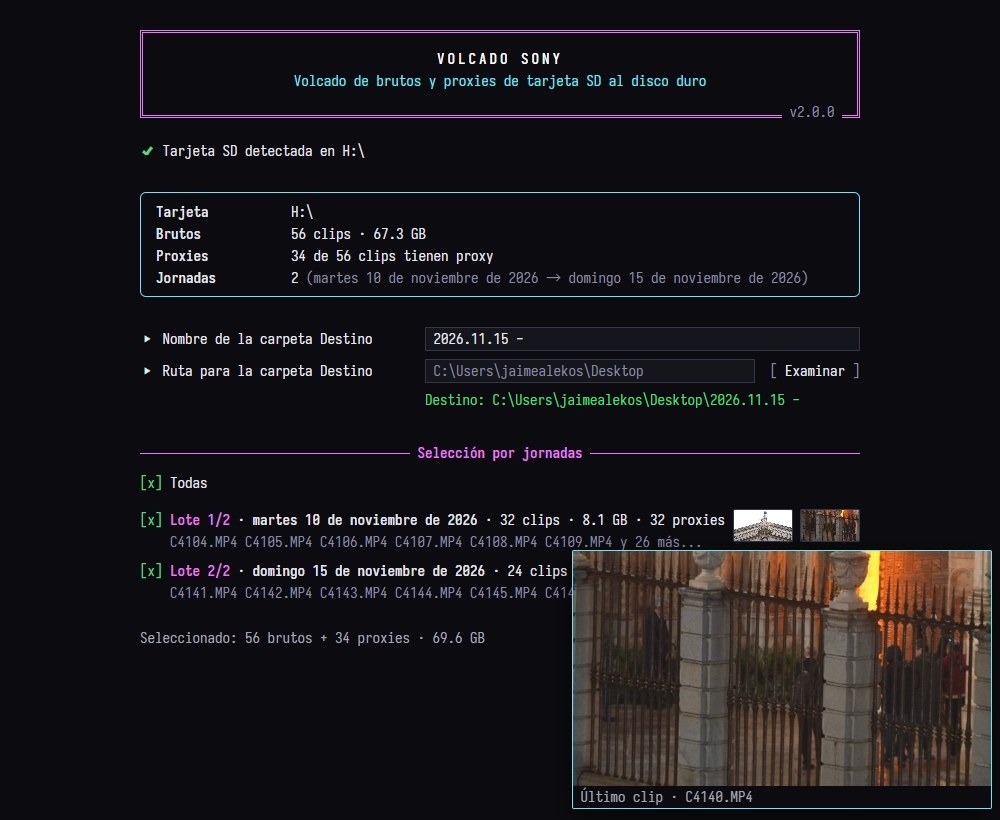 VOLCADO SONY
Volcado de brutos y proxies de tarjeta SD al disco duro
v2.0.0
Tarjeta SD detectada en H:\
Tarjeta H:\
Brutos 56 clips · 67.3 GB
Proxies 34 de 56 clips tienen proxy
Jornadas 2 (martes 10 de noviembre de 2026 → domingo 15 de noviembre de 2026)
Nombre de la carpeta Destino 2026.11.15 -
Ruta para la carpeta Destino C:\Users\jaimealekos\Desktop [ Examinar ]
Destino: C:\Users\jaimealekos\Desktop\2026.11.15 -
Selección por jornadas
[x] Todas
[x] Lote 1/2 · martes 10 de noviembre de 2026 · 32 clips · 8.1 GB · 32 proxies
C4104.MP4 C4105.MP4 C4106.MP4 C4107.MP4 C4108.MP4 C4109.MP4 y 26 más...
[x] Lote 2/2 · domingo 15 de noviembre de 2026 · 24 clips
C4141.MP4 C4142.MP4 C4143.MP4 C4144.MP4 C4145.MP4 C414
Seleccionado: 56 brutos + 34 proxies · 69.6 GB
Último clip · C4140.MP4